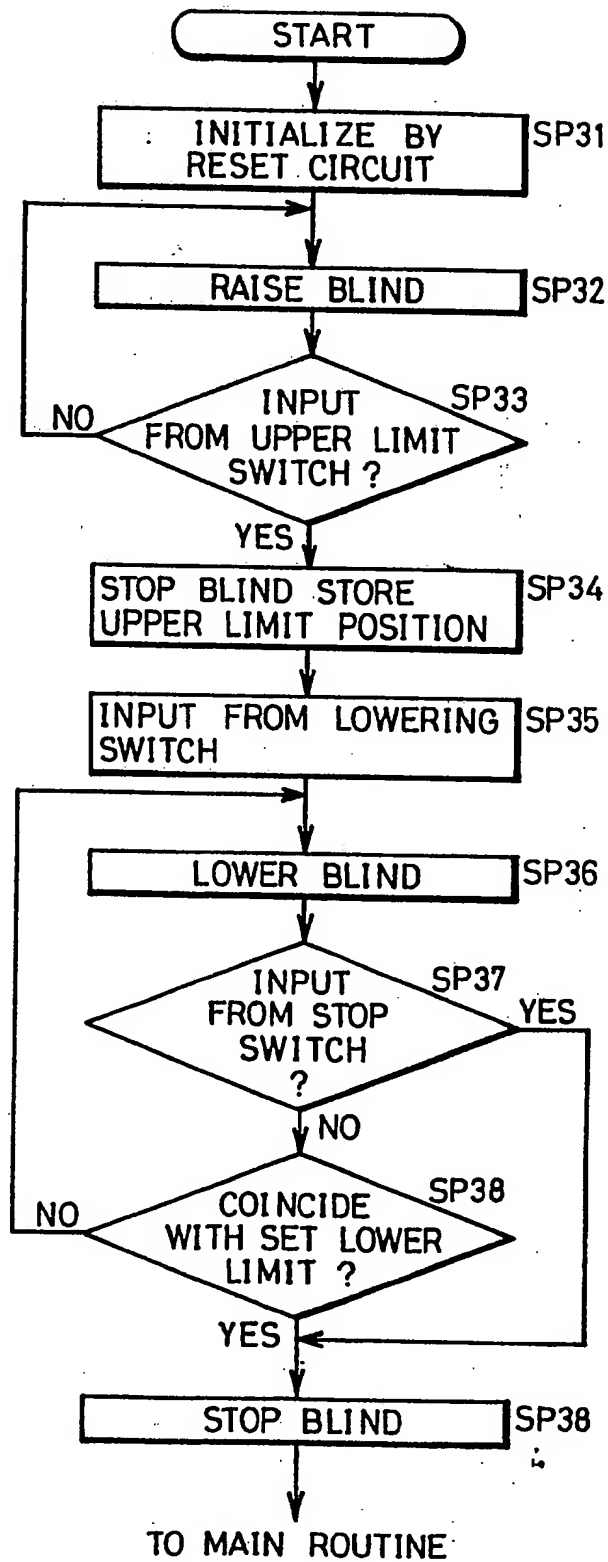 START
INITIALIZE BY
RESET CIRCUIT
SP31
RAISE BLIND
SP32
INPUT
FROM UPPER LIMIT
SWITCH ?
SP33
NO
YES
STOP BLIND STORE
UPPER LIMIT POSITION
SP34
INPUT FROM LOWERING
SWITCH
SP35
LOWER BLIND
SP36
INPUT
FROM STOP
SWITCH
?
SP37
YES
NO
COINCIDE
WITH SET LOWER
LIMIT ?
SP38
NO
YES
STOP BLIND
SP38
TO MAIN ROUTINE